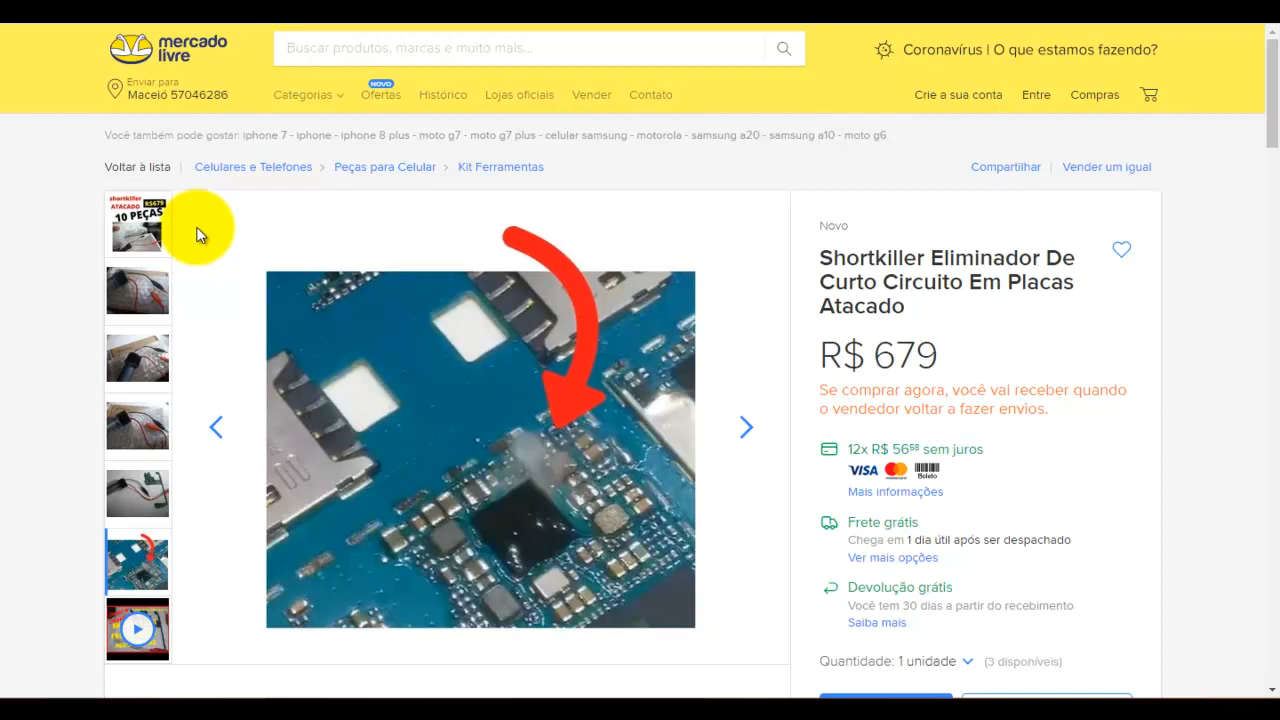 mercado
livre
Buscar produtos, marcas e muito mais...
Coronavírus | O que estamos fazendo?
Enviar para
Maceió 57046286
Categorias
NOVO
Ofertas
Histórico
Lojas oficiais
Vender
Contato
Crie a sua conta
Entre
Compras
Você também pode gostar: iphone 7 - iphone - iphone 8 plus - moto g7 - moto g7 plus - celular samsung - motorola - samsung a20 - samsung a10 - moto g6
Voltar à lista
Celulares e Telefones > Peças para Celular > Kit Ferramentas
Compartilhar
Vender um igual
shortkiller
ATACADO R$679
10 PEÇAS
Novo
Shortkiller Eliminador De
Curto Circuito Em Placas
Atacado
R$ 679
Se comprar agora, você vai receber quando
o vendedor voltar a fazer envios.
12x R$ 56⁵⁸ sem juros
VISA
Boleto
Mais informações
Frete grátis
Chega em 1 dia útil após ser despachado
Ver mais opções
Devolução grátis
Você tem 30 dias a partir do recebimento
Saiba mais
Quantidade: 1 unidade (3 disponíveis)